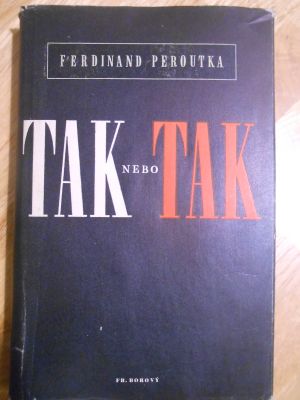 FERDINAND PEROUTKA
TAK NEBO TAK
FR. BOROVÝ